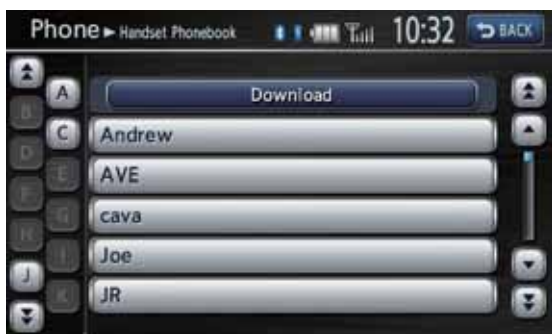 Phone ► Handset Phonebook 10:32 BACK
Download
A
B
C Andrew
D
E AVE
F
G cava
H
I Joe
J
K JR